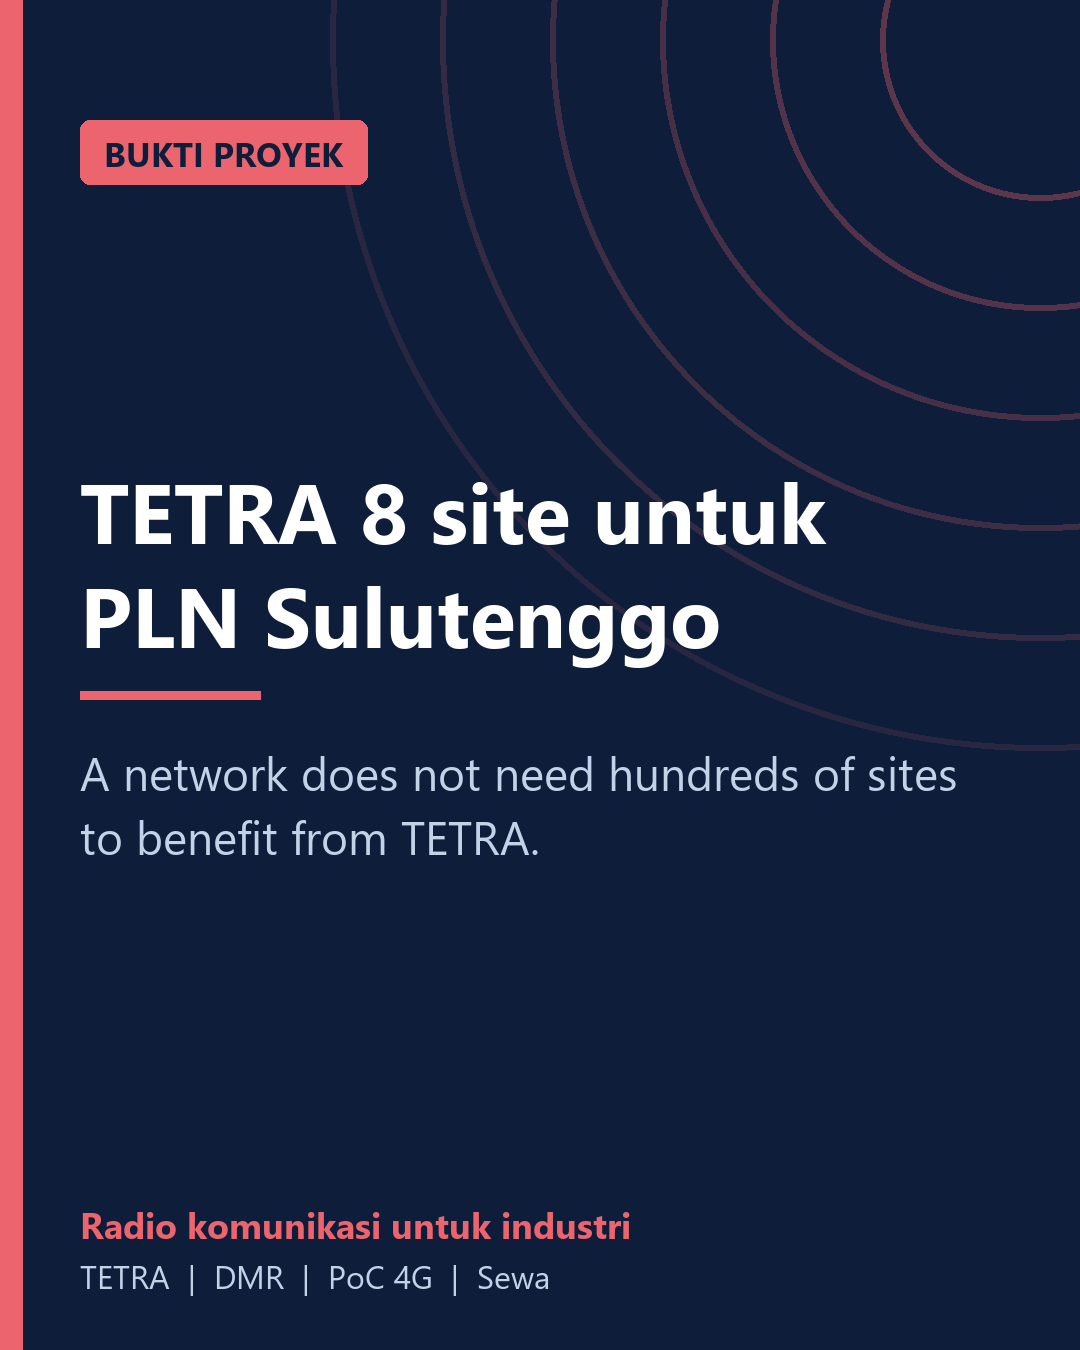 BUKTI PROYEK
TETRA 8 site untuk
PLN Sulutenggo
A network does not need hundreds of sites
to benefit from TETRA.
Radio komunikasi untuk industri
TETRA | DMR | PoC 4G | Sewa